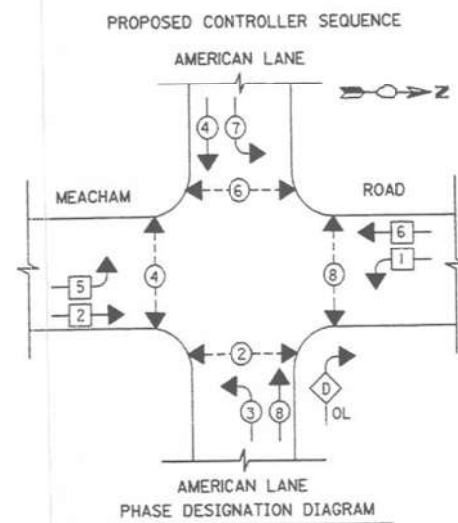 PROPOSED CONTROLLER SEQUENCE
AMERICAN LANE
N
4 7
6
MEACHAM ROAD
6
1
5
4 8
2
2
D
3 8 OL
AMERICAN LANE
PHASE DESIGNATION DIAGRAM